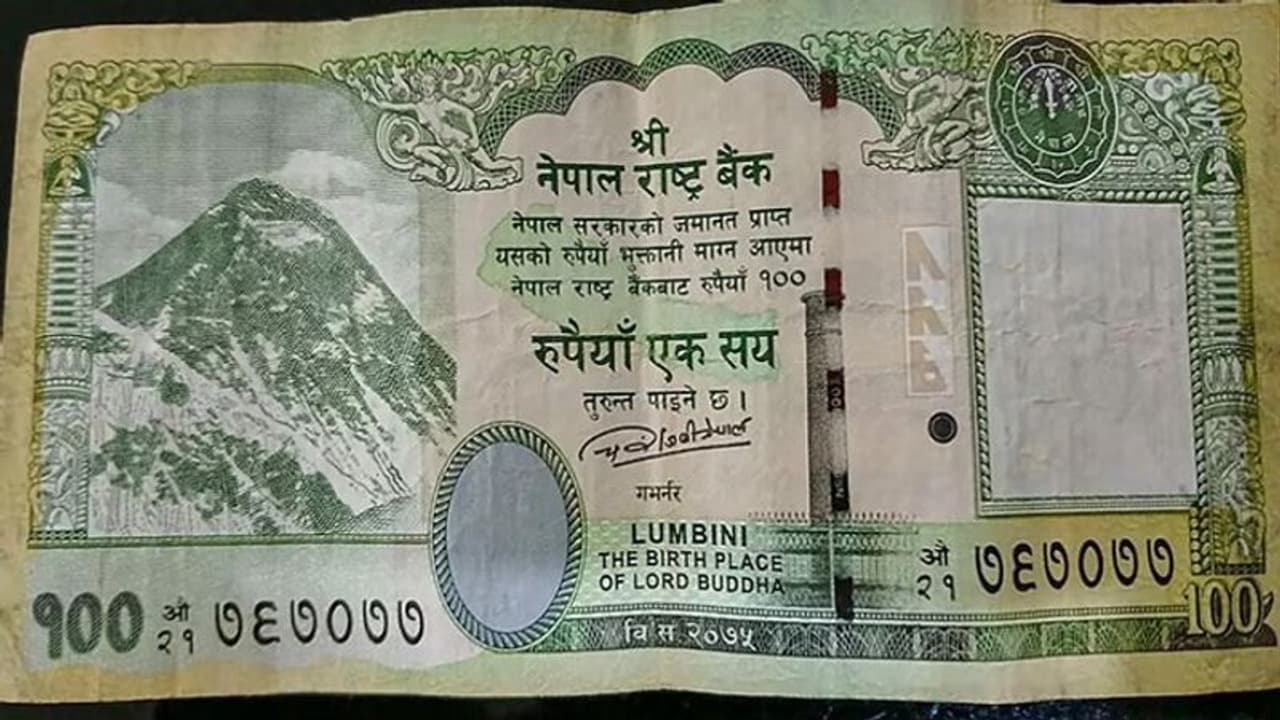 श्री
नेपाल राष्ट्र बैंक
नेपाल सरकारको जमानत प्राप्त
यसको रुपैयाँ भुक्तानी माग्न आएमा
नेपाल राष्ट्र बैंकबाट रुपैयाँ १००
रुपैयाँ एक सय
तुरुन्त पाइने छ।
गभर्नर
LUMBINI
THE BIRTH PLACE
OF LORD BUDDHA
औ २१ ७६७०७७
100
१०० औ २१ ७६७०७७
वि सं २०७५